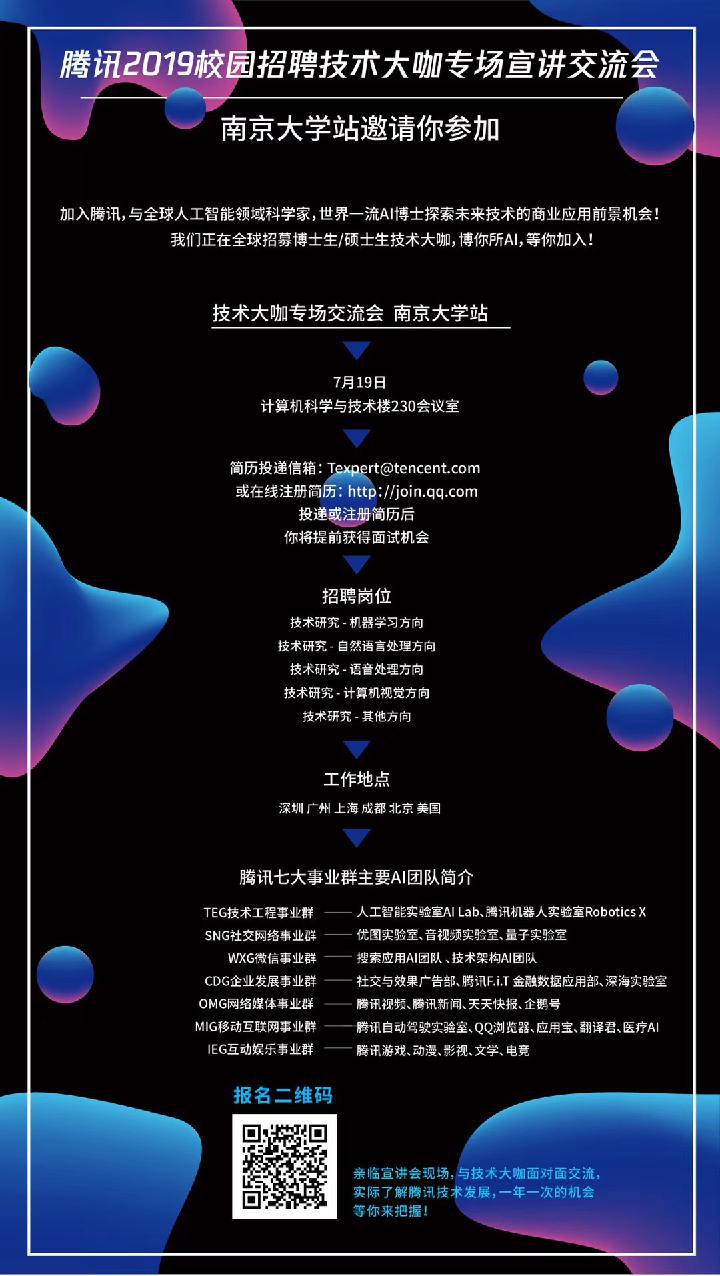 腾讯2019校园招聘技术大咖专场宣讲交流会
南京大学站邀请你参加
加入腾讯,与全球人工智能领域科学家,世界一流AI博士探索未来技术的商业应用前景机会!
我们正在全球招募博士生/硕士生技术大咖,博你所AI,等你加入!
技术大咖专场交流会 南京大学站
7月19日
计算机科学与技术楼230会议室
简历投递信箱:Texpert@tencent.com
或在线注册简历:http://join.qq.com
投递或注册简历后
你将提前获得面试机会
招聘岗位
技术研究-机器学习方向
技术研究-自然语言处理方向
技术研究-语音处理方向
技术研究-计算机视觉方向
技术研究-其他方向
工作地点
深圳 广州 上海 成都 北京 美国
腾讯七大事业群主要AI团队简介
TEG技术工程事业群 —— 人工智能实验室AI Lab、腾讯机器人实验室Robotics X
SNG社交网络事业群 —— 优图实验室、音视频实验室、量子实验室
WXG微信事业群 —— 搜索应用AI团队、技术架构AI团队
CDG企业发展事业群 —— 社交与效果广告部、腾讯F.i.T 金融数据应用部、深海实验室
OMG网络媒体事业群 —— 腾讯视频、腾讯新闻、天天快报、企鹅号
MIG移动互联网事业群 —— 腾讯自动驾驶实验室、QQ浏览器、应用宝、翻译君、医疗AI
IEG互动娱乐事业群 —— 腾讯游戏、动漫、影视、文学、电竞
报名二维码
亲临宣讲会现场,与技术大咖面对面交流,
实际了解腾讯技术发展,一年一次的机会
等你来把握!